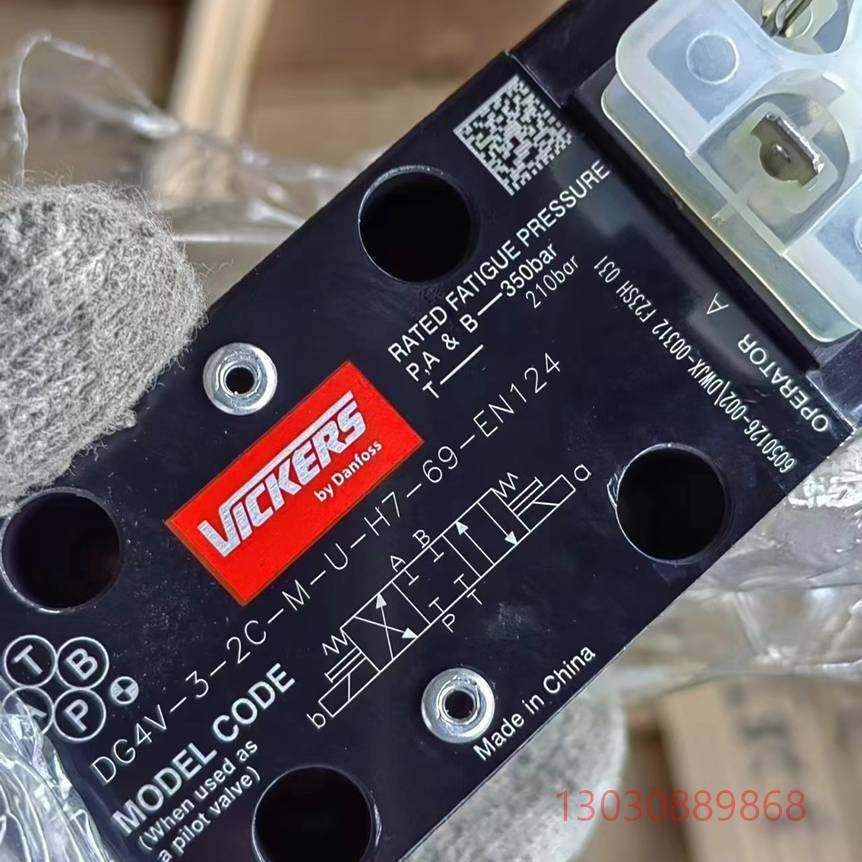 RATED FATIGUE PRESSURE
P,A & B—350bar
T— 210bar
VICKERS
by Danfoss
DG4V-3-2C-M-U-H7-69-EN124
MODEL CODE
(When used as
a pilot valve)
b
A B
P T
a
Made in China
OPERATOR A
6050126-002\DWJX-00312 F23SH 031
T B
A P
13030889868